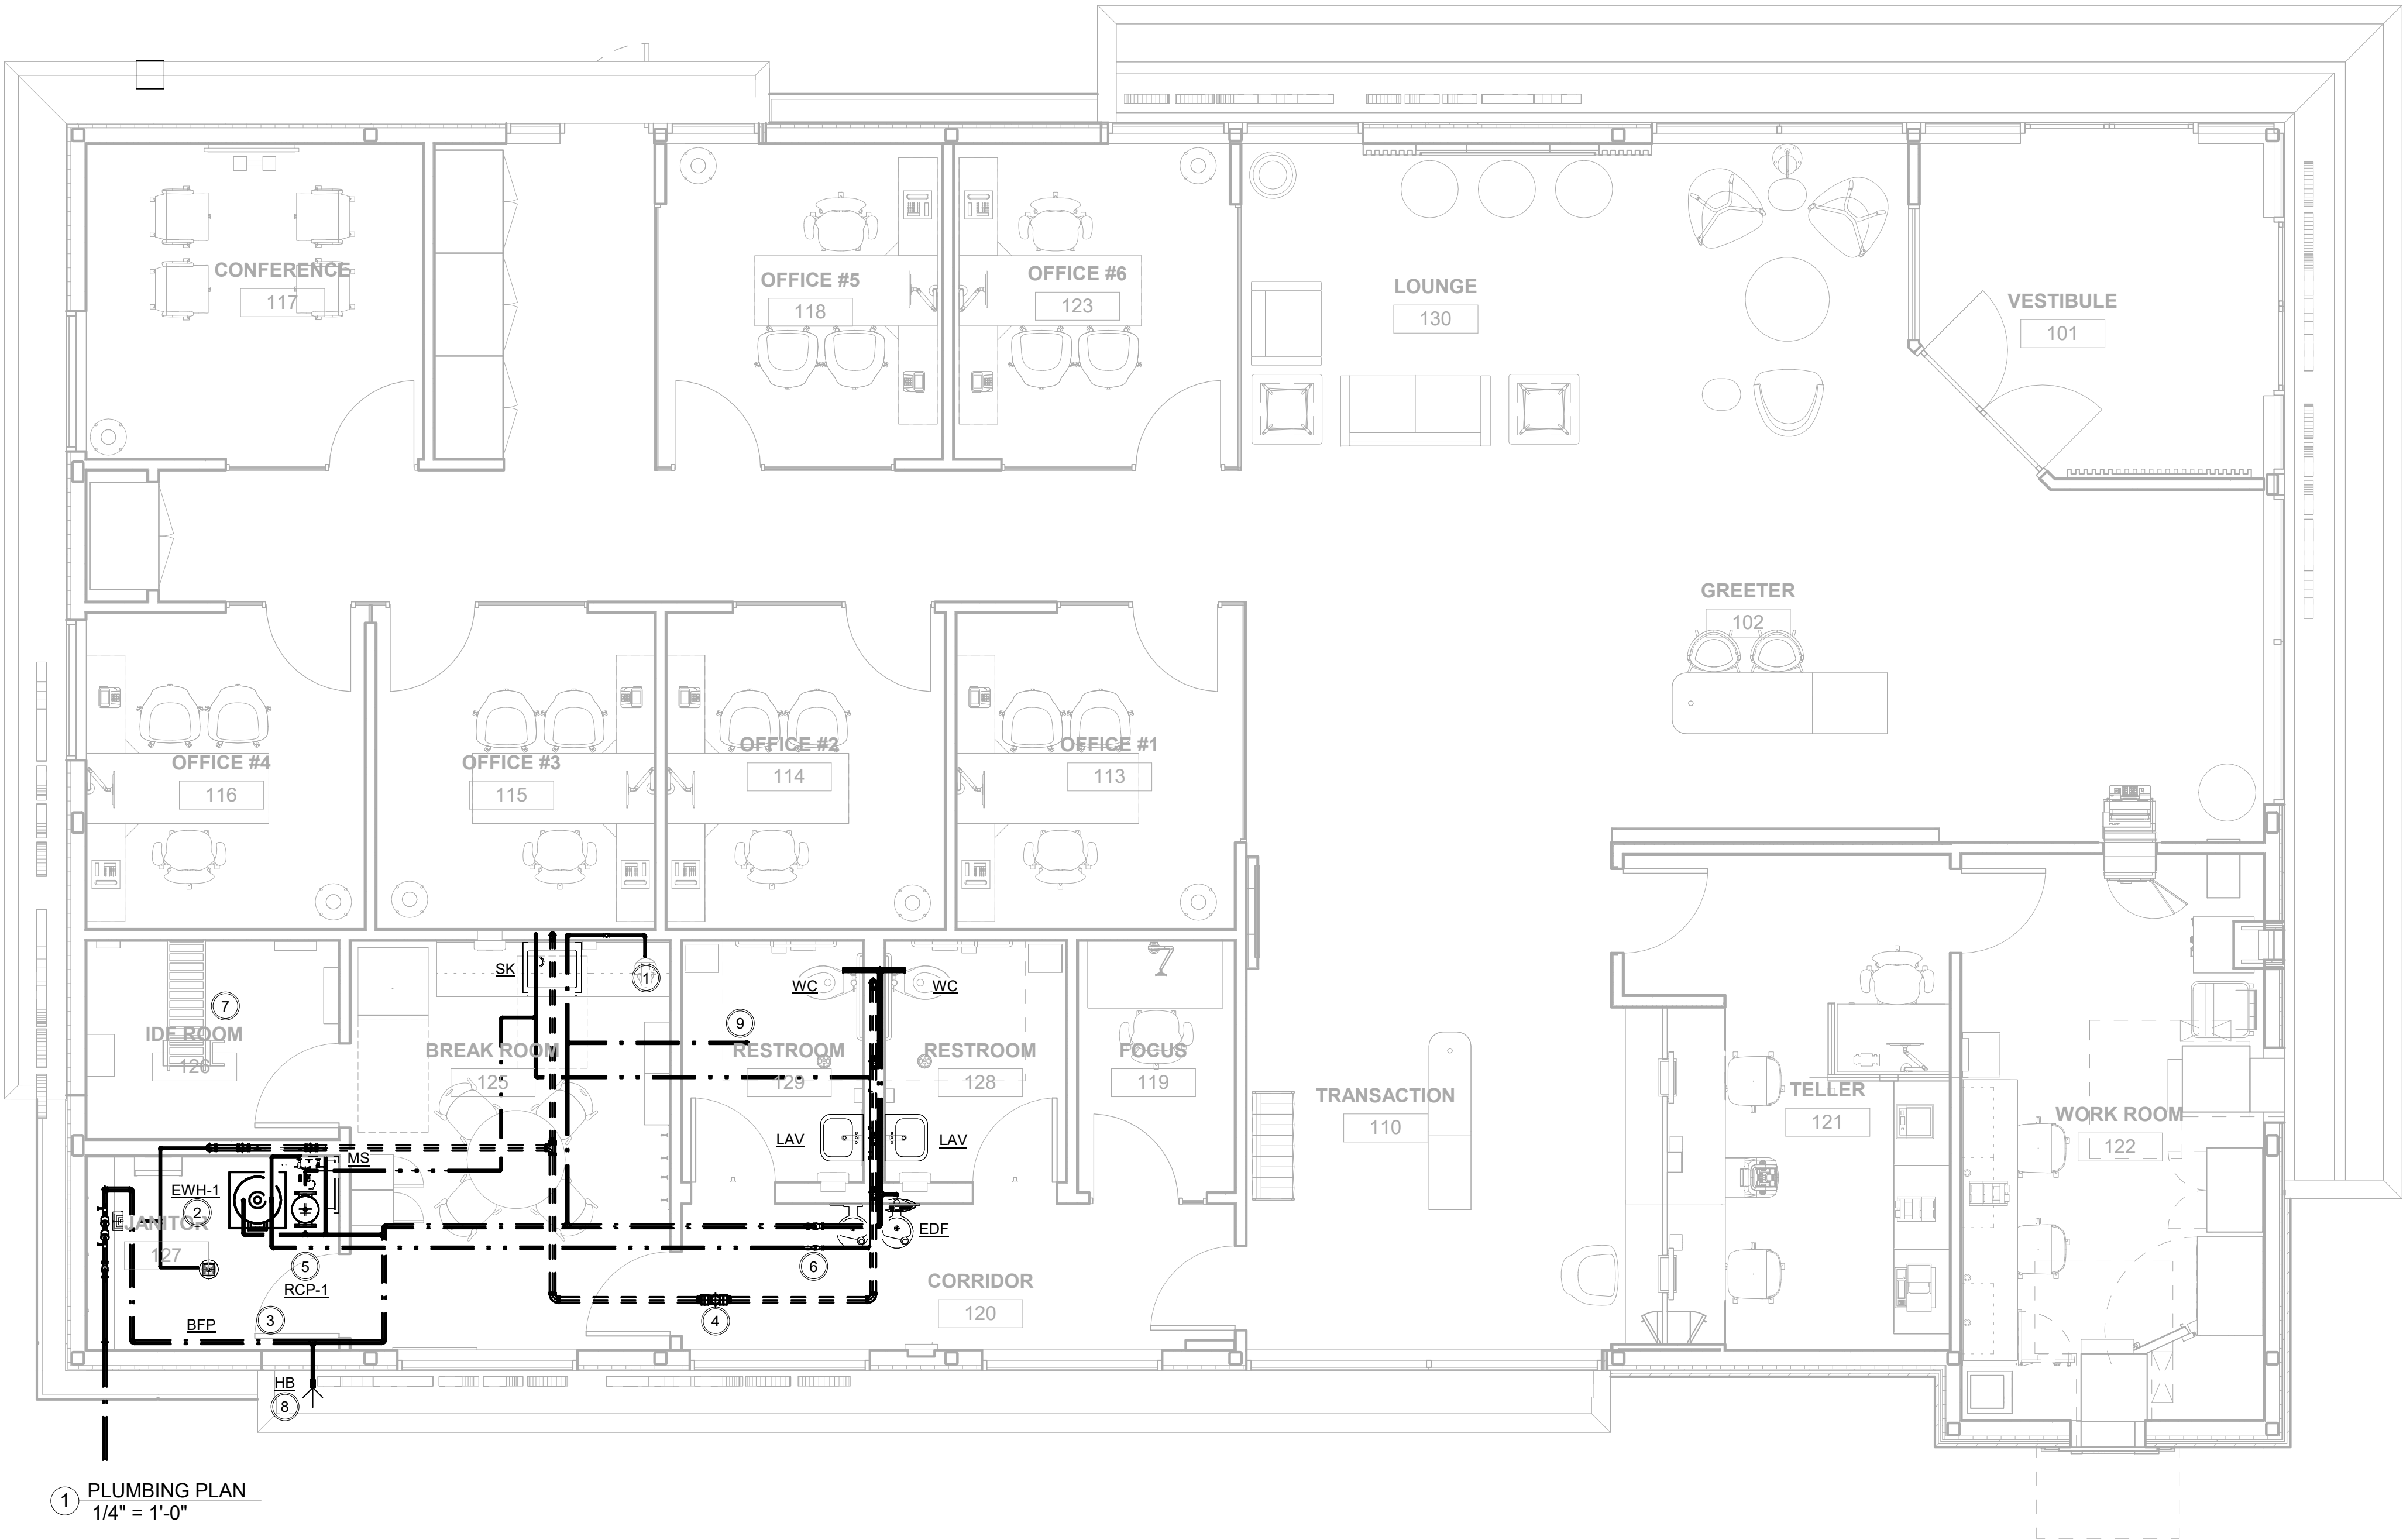 CONFERENCE
117
OFFICE #5
118
OFFICE #6
123
LOUNGE
130
VESTIBULE
101
GREETER
102
OFFICE #4
116
OFFICE #3
115
OFFICE #2
114
OFFICE #1
113
SK
1
WC
WC
7
IDF ROOM
126
BREAK ROOM
125
9
RESTROOM
129
RESTROOM
128
FOCUS
119
TRANSACTION
110
TELLER
121
WORK ROOM
122
LAV
LAV
MS
EWH-1
2
JANITOR
127
EDF
5
RCP-1
6
CORRIDOR
120
BFP
3
4
HB
8
1 PLUMBING PLAN
1/4" = 1'-0"